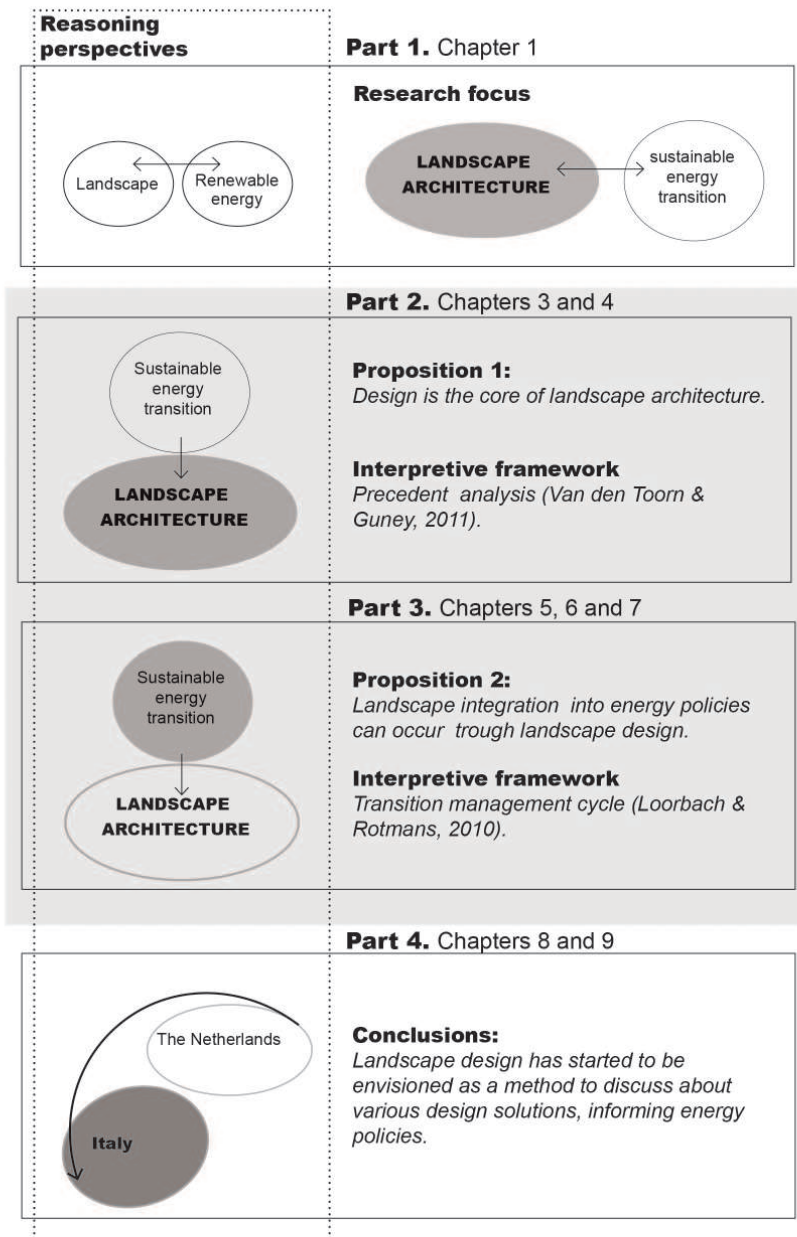 Reasoning
perspectives
Part 1. Chapter 1
Landscape
Renewable
energy
Research focus
LANDSCAPE
ARCHITECTURE
sustainable
energy
transition
Part 2. Chapters 3 and 4
Sustainable
energy
transition
LANDSCAPE
ARCHITECTURE
Proposition 1:
Design is the core of landscape architecture.
Interpretive framework
Precedent analysis (Van den Toorn &
Guney, 2011).
Part 3. Chapters 5, 6 and 7
Sustainable
energy
transition
LANDSCAPE
ARCHITECTURE
Proposition 2:
Landscape integration into energy policies
can occur trough landscape design.
Interpretive framework
Transition management cycle (Loorbach &
Rotmans, 2010).
Part 4. Chapters 8 and 9
The Netherlands
Italy
Conclusions:
Landscape design has started to be
envisioned as a method to discuss about
various design solutions, informing energy
policies.